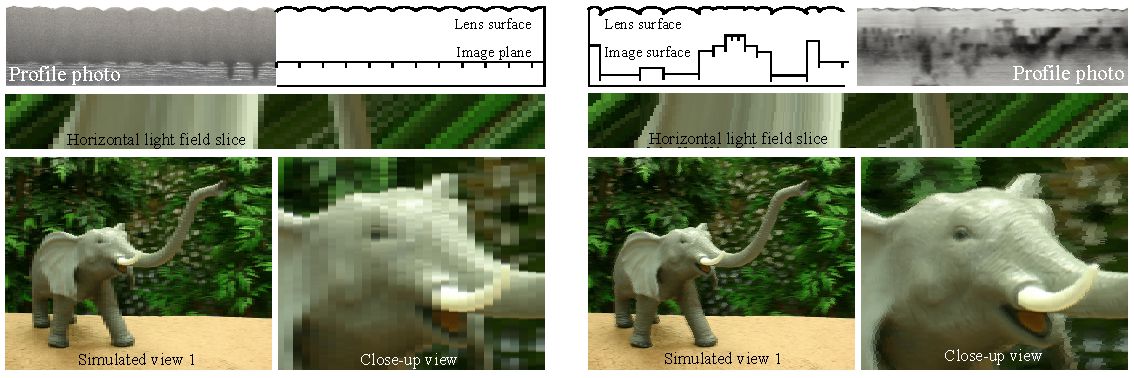 Lens surface
Image plane
Profile photo
Horizontal light field slice
Simulated view 1
Close-up view
Lens surface
Image surface
Profile photo
Horizontal light field slice
Simulated view 1
Close-up view